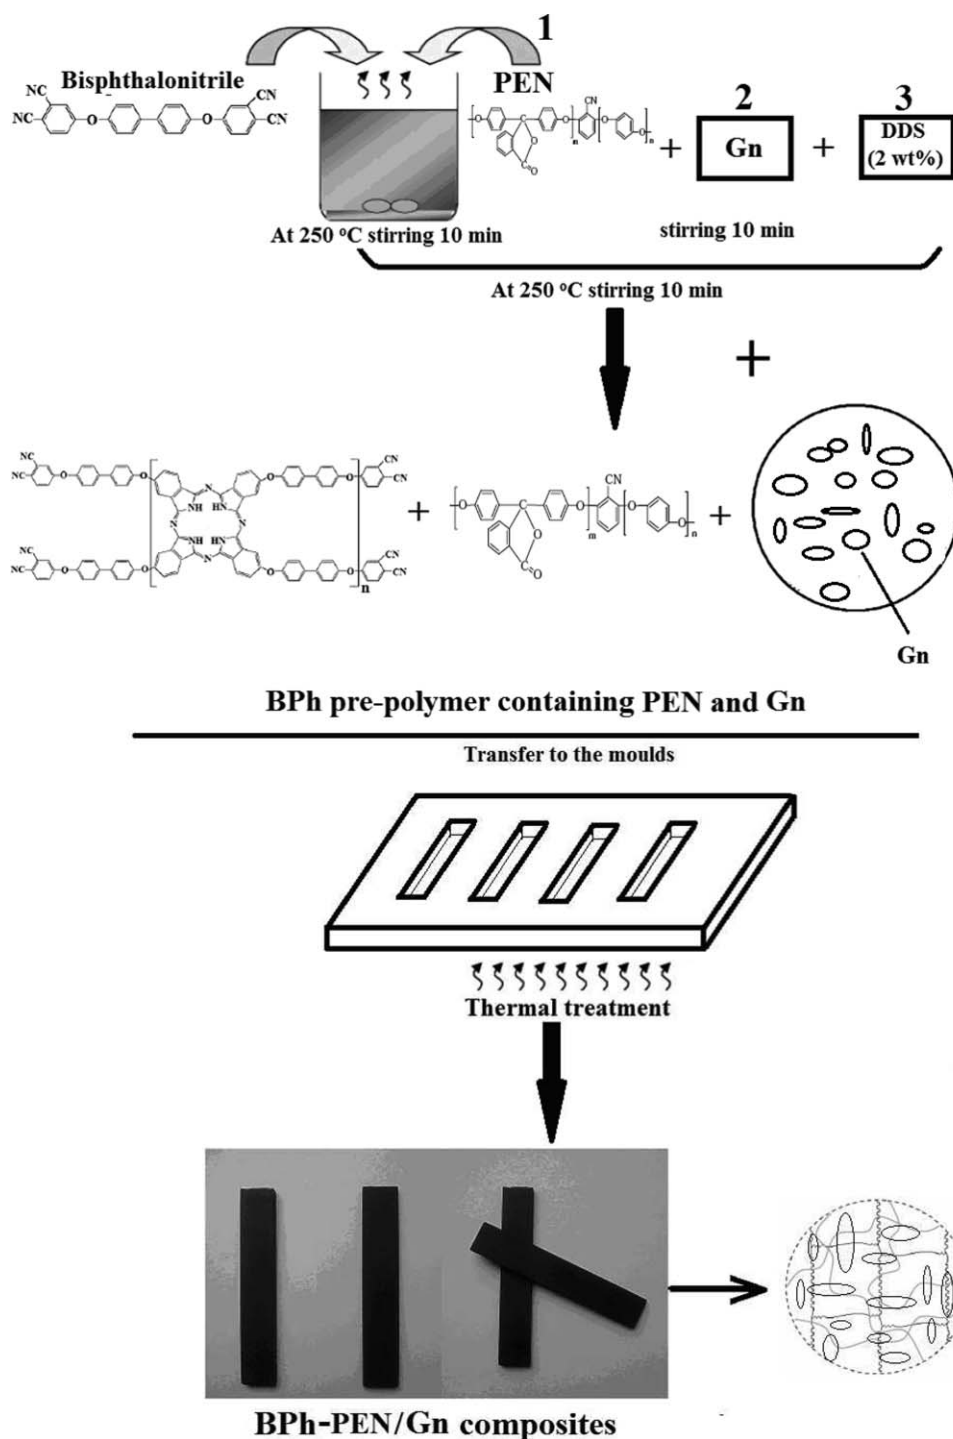 1
Bisphthalonitrile
PEN
2
3
NC
NC
O
O
CN
CN
O
O
C
O
C
O
m
CN
O
O
n
+
Gn
+
DDS
(2 wt%)
At 250 °C stirring 10 min
stirring 10 min
At 250 °C stirring 10 min
+
NC
NC
O
O
N
O
O
CN
CN
NH
HN
N
N
NH
HN
NC
NC
O
O
N
O
O
CN
CN
n
+
O
C
O
O
C
O
m
CN
O
O
n
+
Gn
BPh pre-polymer containing PEN and Gn
Transfer to the moulds
Thermal treatment
BPh-PEN/Gn composites